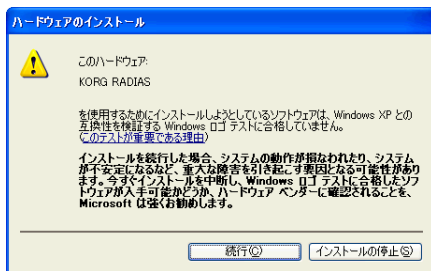 ハードウェアのインストール
このハードウェア:
KORG RADIAS
を使用するためにインストールしようとしているソフトウェアは、Windows XP との
互換性を検証する Windows ロゴ テストに合格していません。
(このテストが重要である理由)
インストールを続行した場合、システムの動作が損なわれたり、システム
が不安定になるなど、重大な障害を引き起こす要因となる可能性があり
ます。今すぐインストールを中断し、Windows ロゴ テストに合格したソフ
トウェアが入手可能かどうか、ハードウェア ベンダーに確認されることを、
Microsoft は強くお勧めします。
続行(C)
インストールの停止(S)